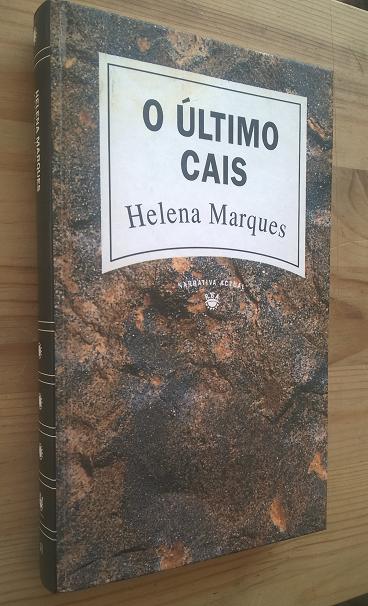 O ÚLTIMO
CAIS
Helena Marques
NARRATIVA ACTUAL
HELENA MARQUES